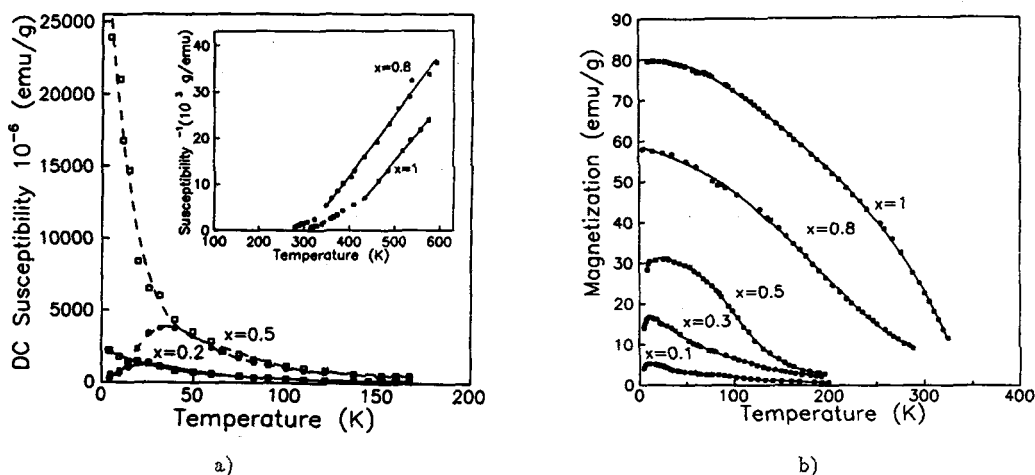 DC Susceptibility 10⁻⁶ (emu/g)
25000
20000
15000
10000
5000
0
0
50
100
150
200
Temperature (K)
x=0.5
x=0.2
Susceptibility ⁻¹(10³ g/emu)
40
30
20
10
0
100
200
300
400
500
600
Temperature (K)
x=0.8
x=1
a)
Magnetization (emu/g)
90
80
70
60
50
40
30
20
10
0
0
100
200
300
400
Temperature (K)
x=1
x=0.8
x=0.5
x=0.3
x=0.1
b)